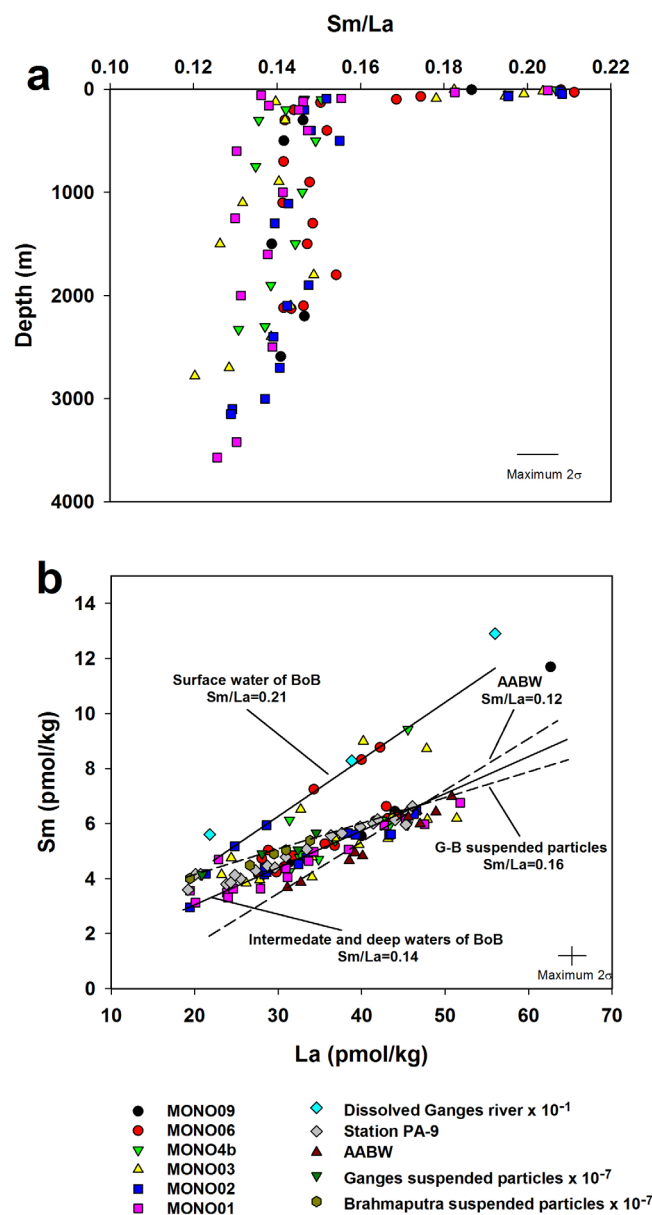 Sm/La
0.10 0.12 0.14 0.16 0.18 0.20 0.22
a
0
1000
2000
3000
4000
Depth (m)
Maximum 2σ
b
14
12
10
8
6
4
2
0
Sm (pmol/kg)
Surface water of BoB
Sm/La=0.21
AABW
Sm/La=0.12
G-B suspended particles
Sm/La=0.16
Intermedate and deep waters of BoB
Sm/La=0.14
Maximum 2σ
10 20 30 40 50 60 70
La (pmol/kg)
MONO09
MONO06
MONO4b
MONO03
MONO02
MONO01
Dissolved Ganges river x 10-1
Station PA-9
AABW
Ganges suspended particles x 10-7
Brahmaputra suspended particles x 10-7